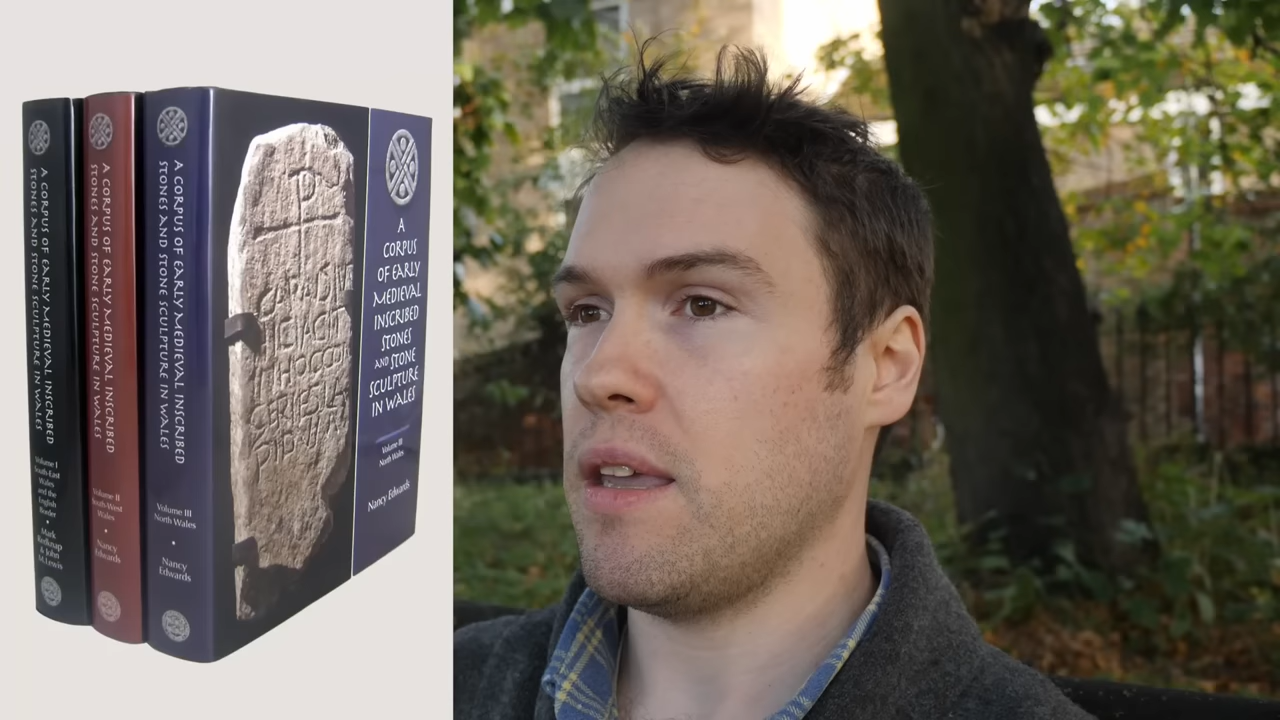 A CORPUS OF EARLY MEDIEVAL INSCRIBED
STONES AND STONE SCULPTURE IN WALES
Volume I
South-East
Wales
and the
English
Border
•
Mark
Redknap
& John
M. Lewis
A CORPUS OF EARLY MEDIEVAL INSCRIBED
STONES AND STONE SCULPTURE IN WALES
Volume II
South-West
Wales
•
Nancy
Edwards
A CORPUS OF EARLY MEDIEVAL INSCRIBED
STONES AND STONE SCULPTURE IN WALES
Volume III
North Wales
•
Nancy
Edwards
A
CORPUS
OF EARLY
MEDIEVAL
INSCRIBED
STONES
AND STONE
SCULPTURE
IN WALES
Volume III
North Wales
Nancy Edwards